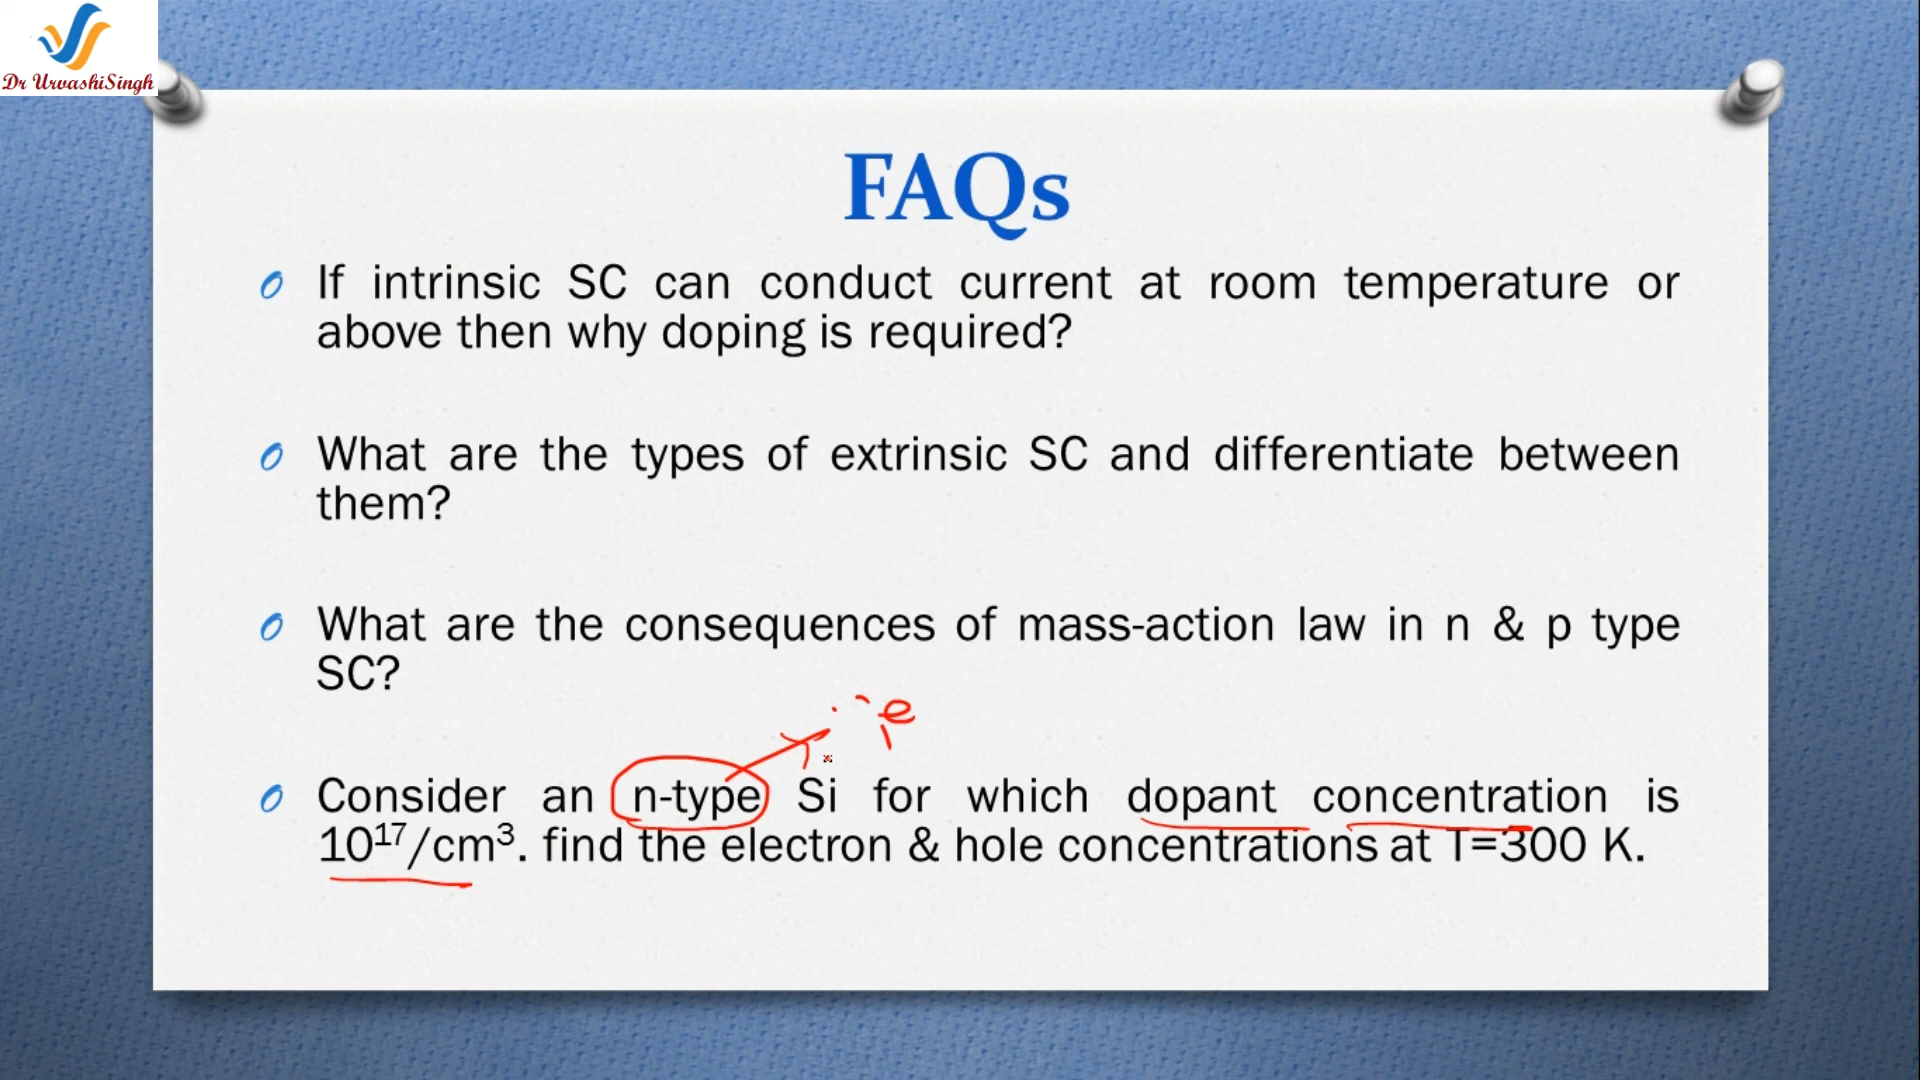 Dr UrvashiSingh
FAQs
If intrinsic SC can conduct current at room temperature or
above then why doping is required?
What are the types of extrinsic SC and differentiate between
them?
What are the consequences of mass-action law in n & p type
SC?
Consider an n-type Si for which dopant concentration is
10¹⁷/cm³. find the electron & hole concentrations at T=300 K.